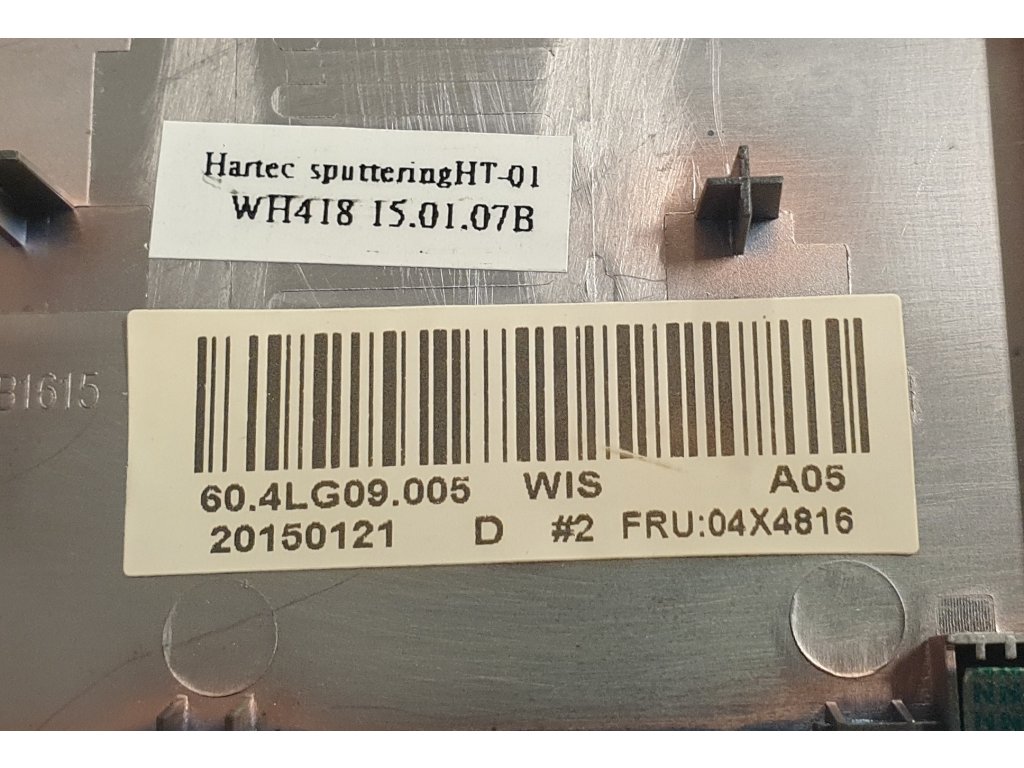 Hartec sputteringHT-01
WH418 15.01.07B
B1615
60.4LG09.005 WIS A05
20150121 D #2 FRU:04X4816